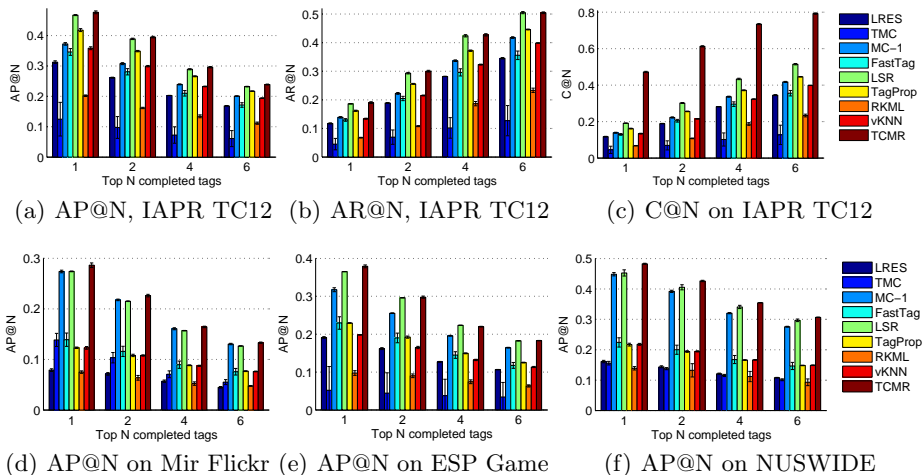 0.4
0.3
0.2
0.1
0
AP@N
1 2 4 6
Top N completed tags
(a) AP@N, IAPR TC12
0.5
0.4
0.3
0.2
0.1
0
AR@N
1 2 4 6
Top N completed tags
(b) AR@N, IAPR TC12
0.8
0.6
0.4
0.2
0
C@N
1 2 4 6
Top N completed tags
(c) C@N on IAPR TC12
LRES
TMC
MC-1
FastTag
LSR
TagProp
RKML
vKNN
TCMR
0.3
0.2
0.1
0
AP@N
1 2 4 6
Top N completed tags
(d) AP@N on Mir Flickr
0.4
0.3
0.2
0.1
0
AP@N
1 2 4 6
Top N completed tags
(e) AP@N on ESP Game
0.5
0.4
0.3
0.2
0.1
0
AP@N
1 2 4 6
Top N completed tags
(f) AP@N on NUSWIDE
LRES
TMC
MC-1
FastTag
LSR
TagProp
RKML
vKNN
TCMR